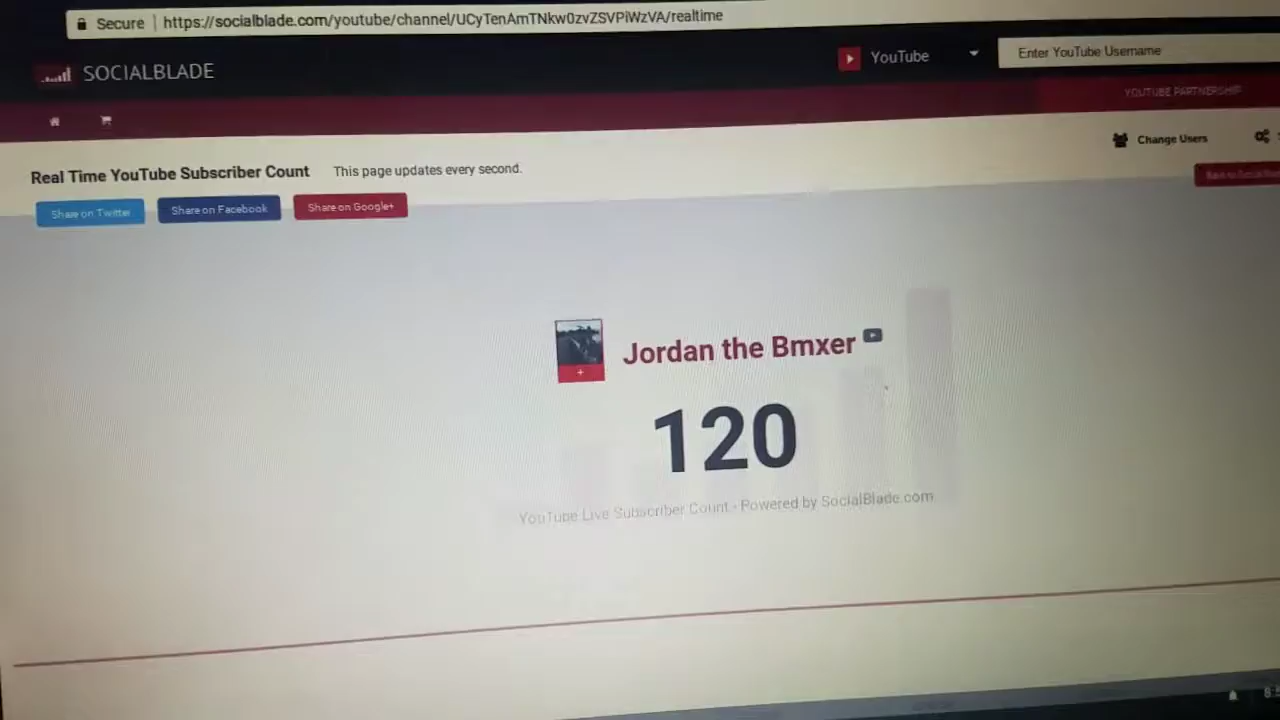 Secure | https://socialblade.com/youtube/channel/UCyTenAmTNkw0zvZSVPiWzVA/realtime
SOCIALBLADE
YouTube
Enter YouTube Username
YOUTUBE PARTNERSHIP
Change Users
Real Time YouTube Subscriber Count This page updates every second.
Share on Twitter
Share on Facebook
Share on Google+
Jordan the Bmxer
120
YouTube Live Subscriber Count - Powered by SocialBlade.com